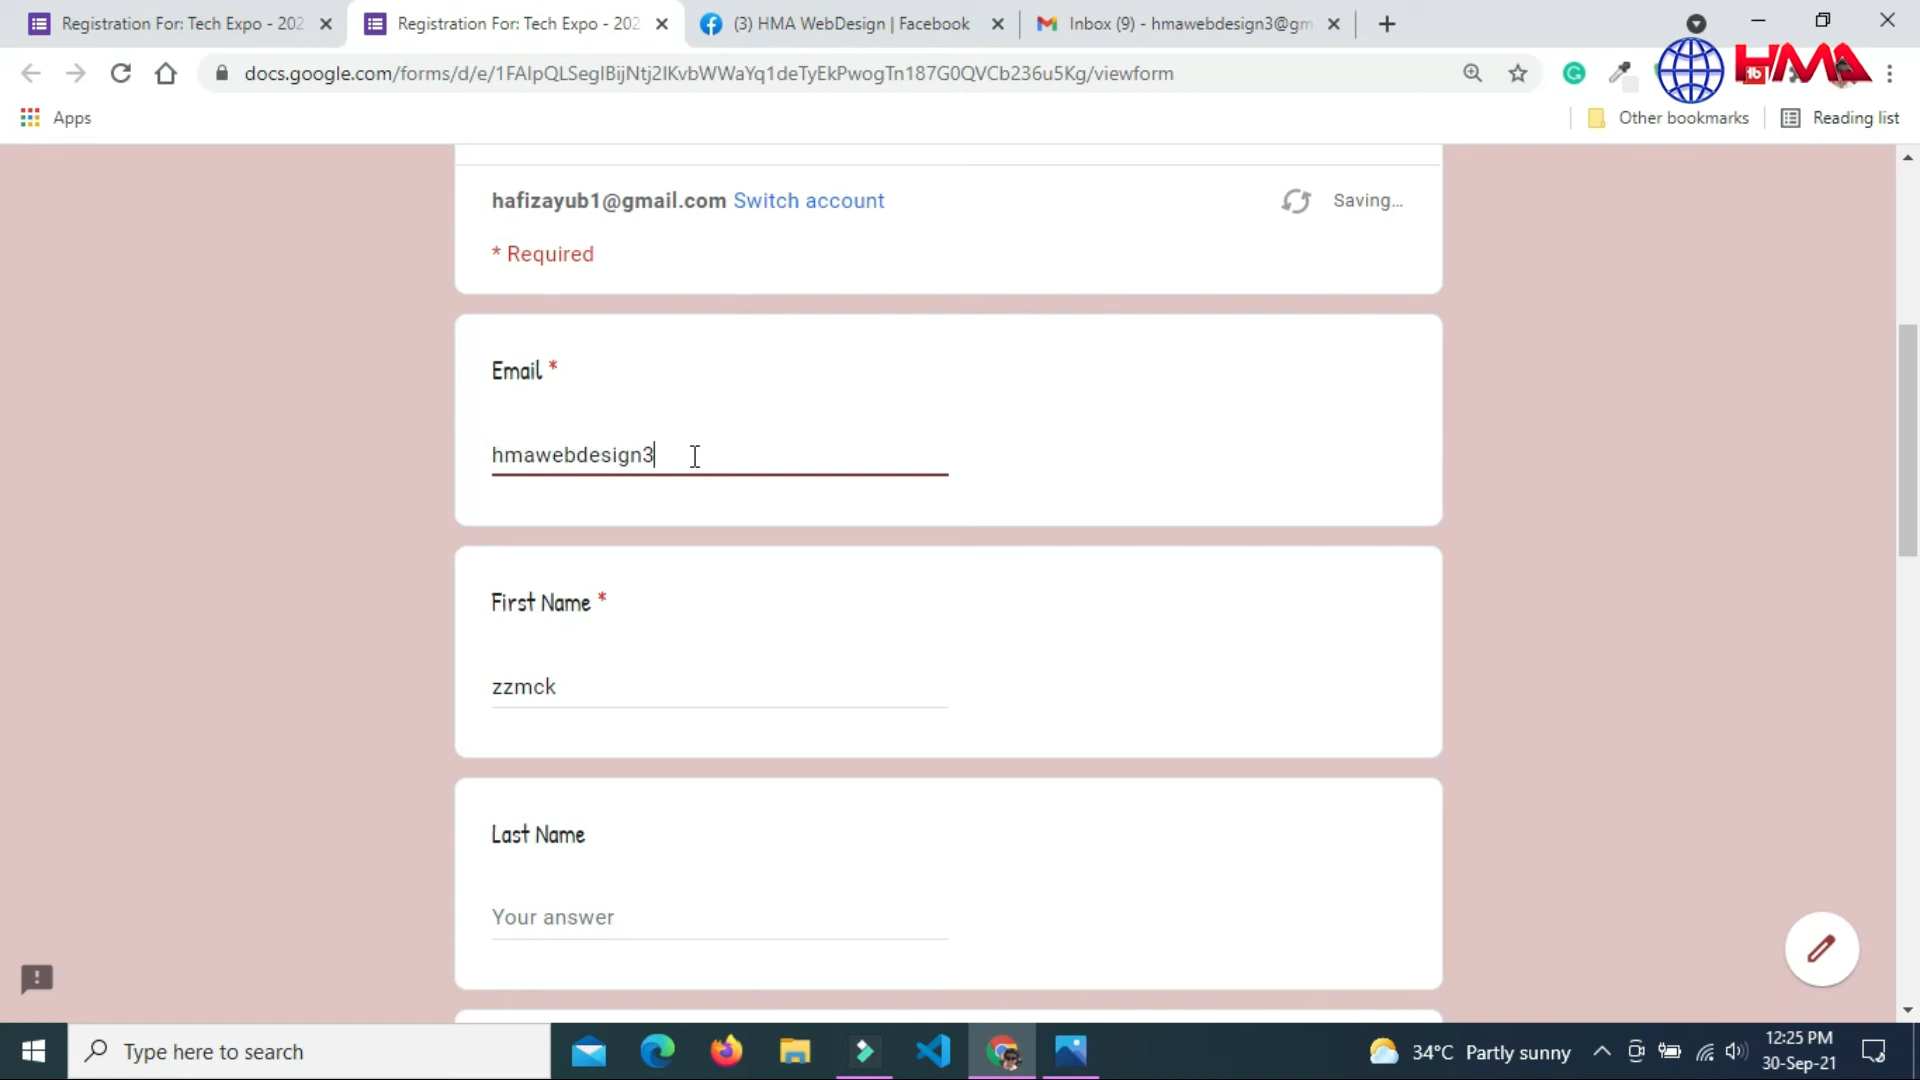 Registration For: Tech Expo - 202
Registration For: Tech Expo - 202
(3) HMA WebDesign | Facebook
Inbox (9) - hmawebdesign3@gm
docs.google.com/forms/d/e/1FAIpQLSegIBijNtj2IKvbWWaYq1deTyEkPwogTn187G0QVCb236u5Kg/viewform
HMA
16
Apps
Other bookmarks
Reading list
hafizayub1@gmail.com Switch account
Saving...
* Required
Email *
hmawebdesign3
First Name *
zzmck
Last Name
Your answer
Type here to search
34°C Partly sunny
12:25 PM
30-Sep-21